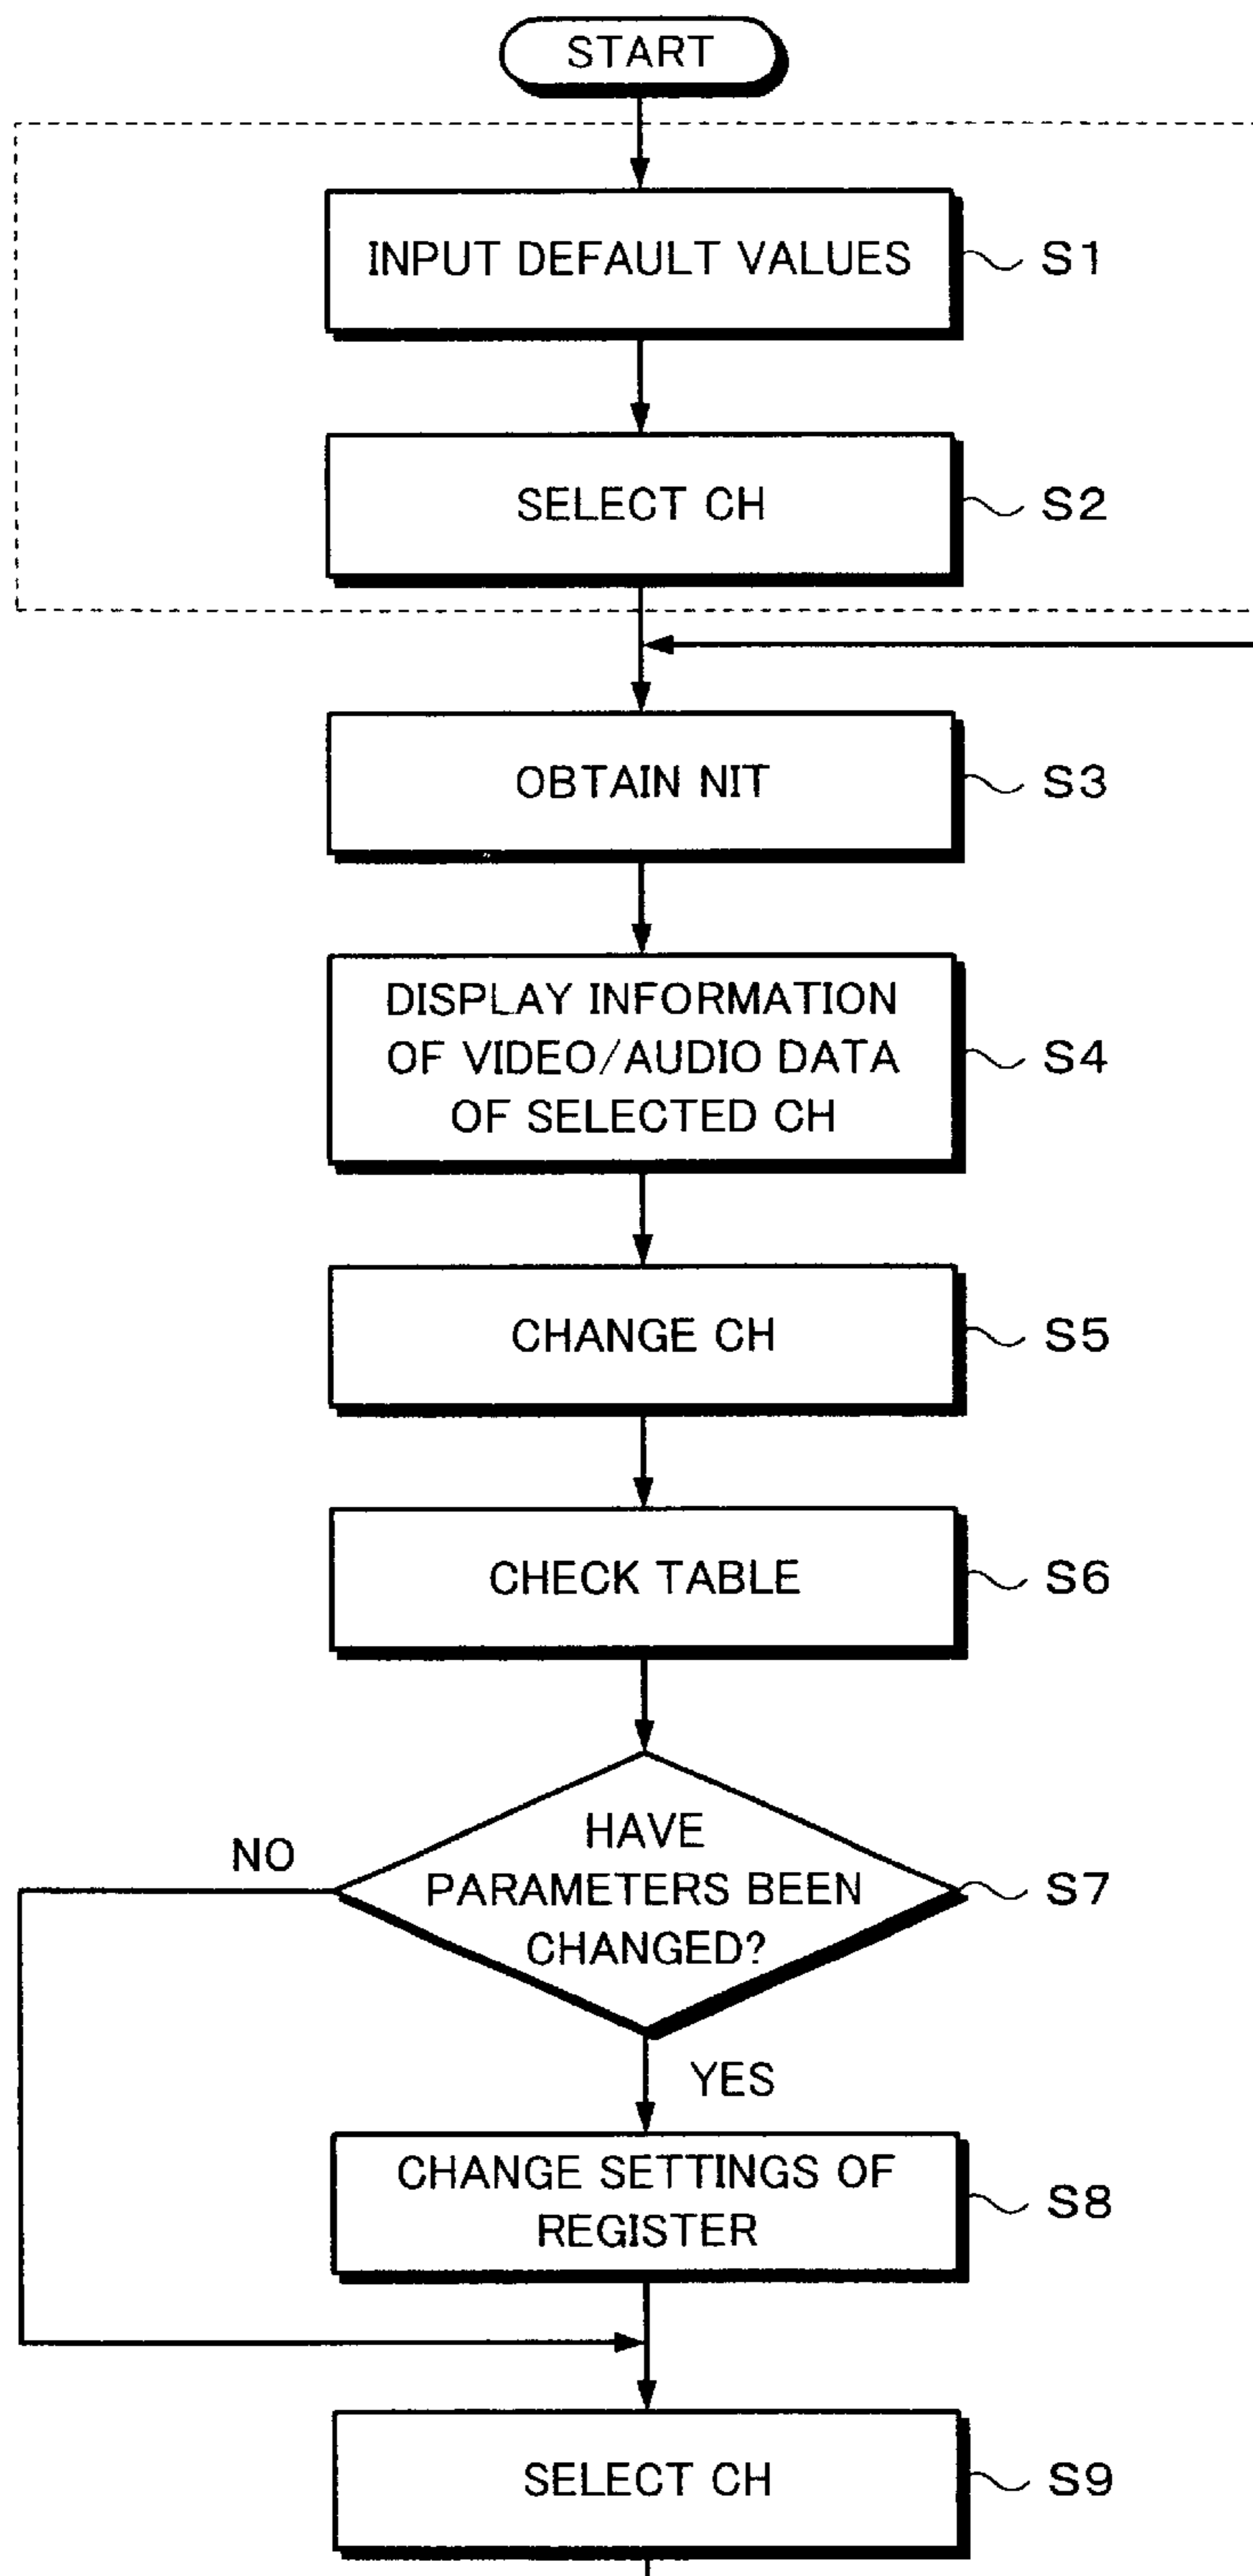 START
INPUT DEFAULT VALUES S1
SELECT CH S2
OBTAIN NIT S3
DISPLAY INFORMATION
OF VIDEO/AUDIO DATA S4
OF SELECTED CH
CHANGE CH S5
CHECK TABLE S6
HAVE
NO
PARAMETERS BEEN S7
CHANGED?
YES
CHANGE SETTINGS OF
REGISTER
S8
SELECT CH S9